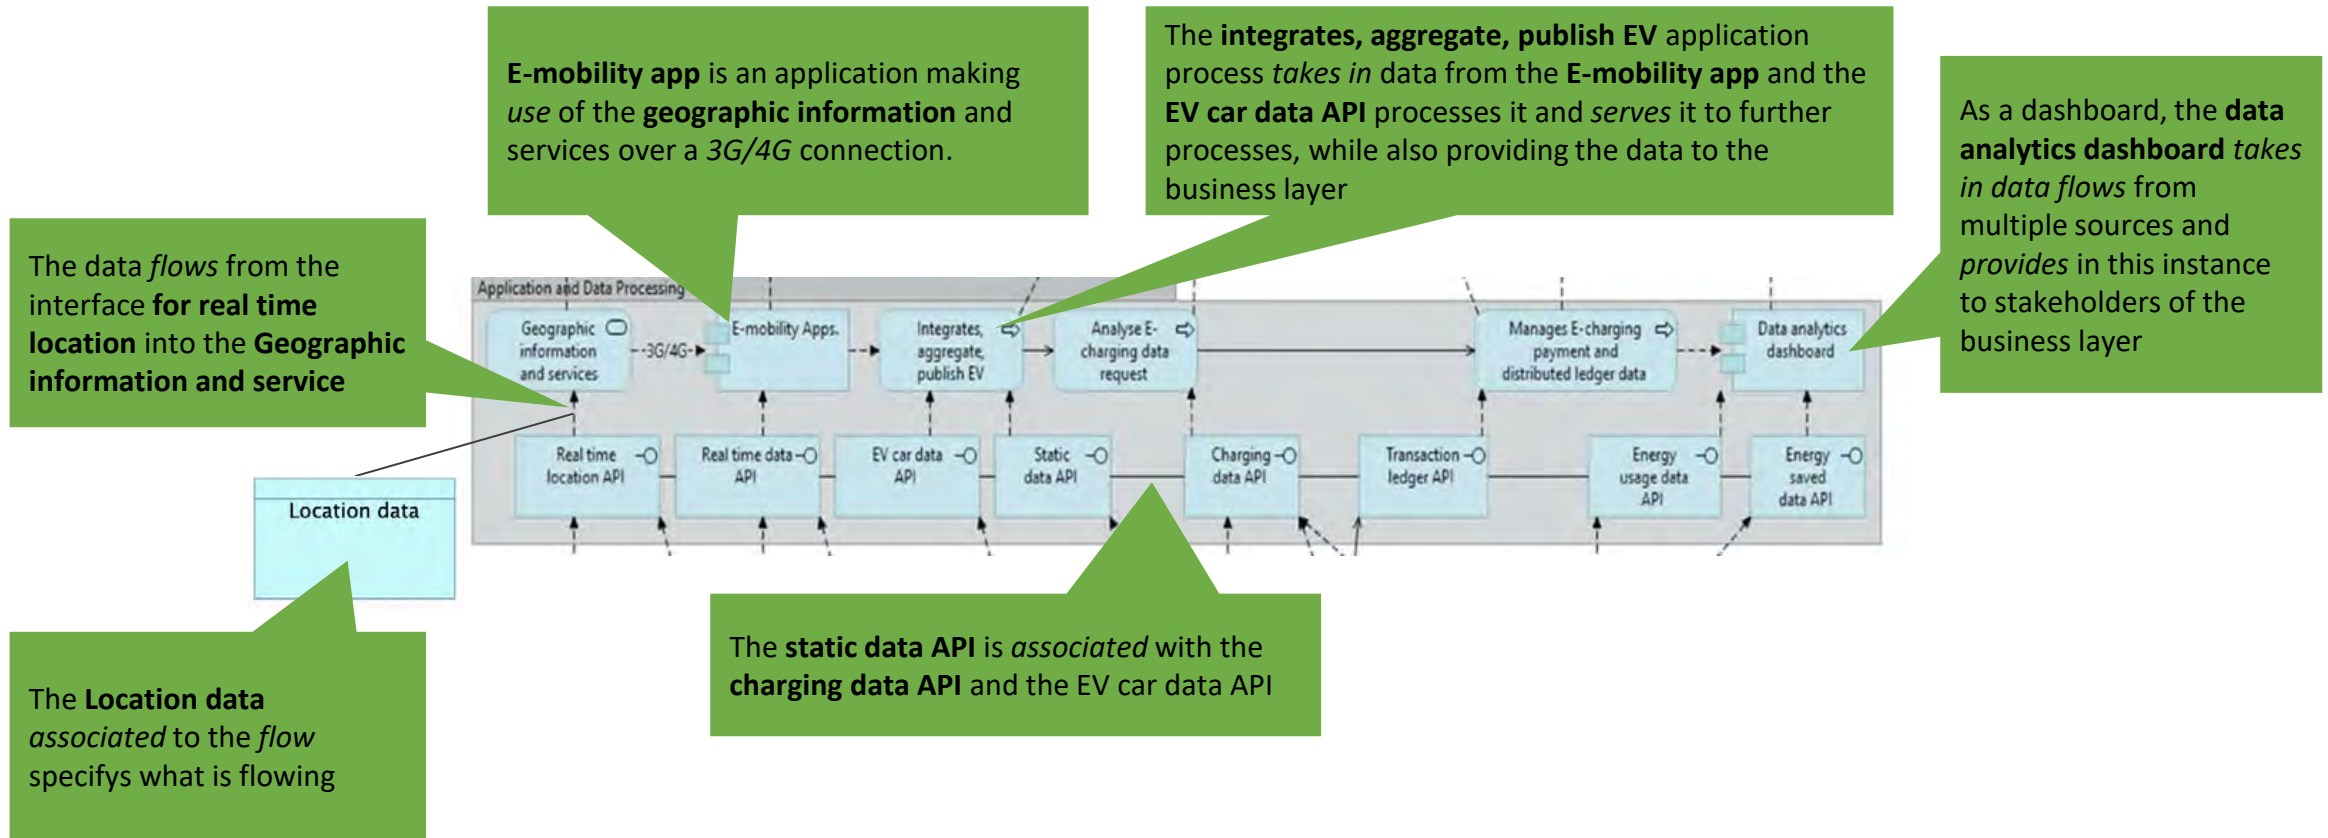 E-mobility app is an application making
use of the geographic information and
services over a 3G/4G connection.
The integrates, aggregate, publish EV application
process takes in data from the E-mobility app and the
EV car data API processes it and serves it to further
processes, while also providing the data to the
business layer
As a dashboard, the data
analytics dashboard takes
in data flows from
multiple sources and
provides in this instance
to stakeholders of the
business layer
The data flows from the
interface for real time
location into the Geographic
information and service
Application and Data Processing
Geographic
information
and services
-3G/4G-
E-mobility Apps.
Integrates,
aggregate,
publish EV
Analyse E-
charging data
request
Manages E-charging
payment and
distributed ledger data
Data analytics
dashboard
Real time
location API
Real time data
API
EV car data
API
Static
data API
Charging
data API
Transaction
ledger API
Energy
usage data
API
Energy
saved
data API
Location data
The static data API is associated with the
charging data API and the EV car data API
The Location data
associated to the flow
specifys what is flowing